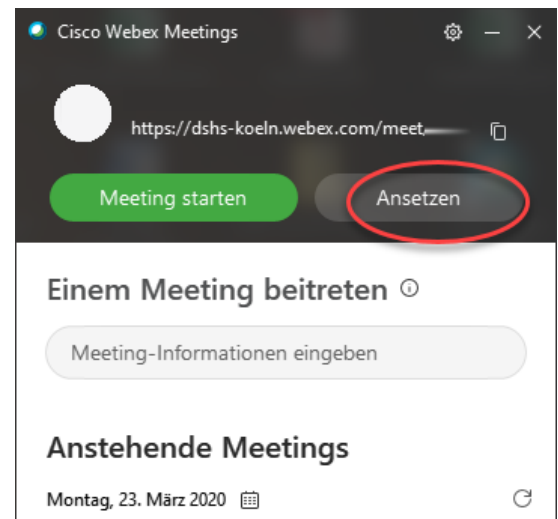 Cisco Webex Meetings
https://dshs-koeln.webex.com/meet
Meeting starten
Ansetzen
Einem Meeting beitreten
Meeting-Informationen eingeben
Anstehende Meetings
Montag, 23. März 2020